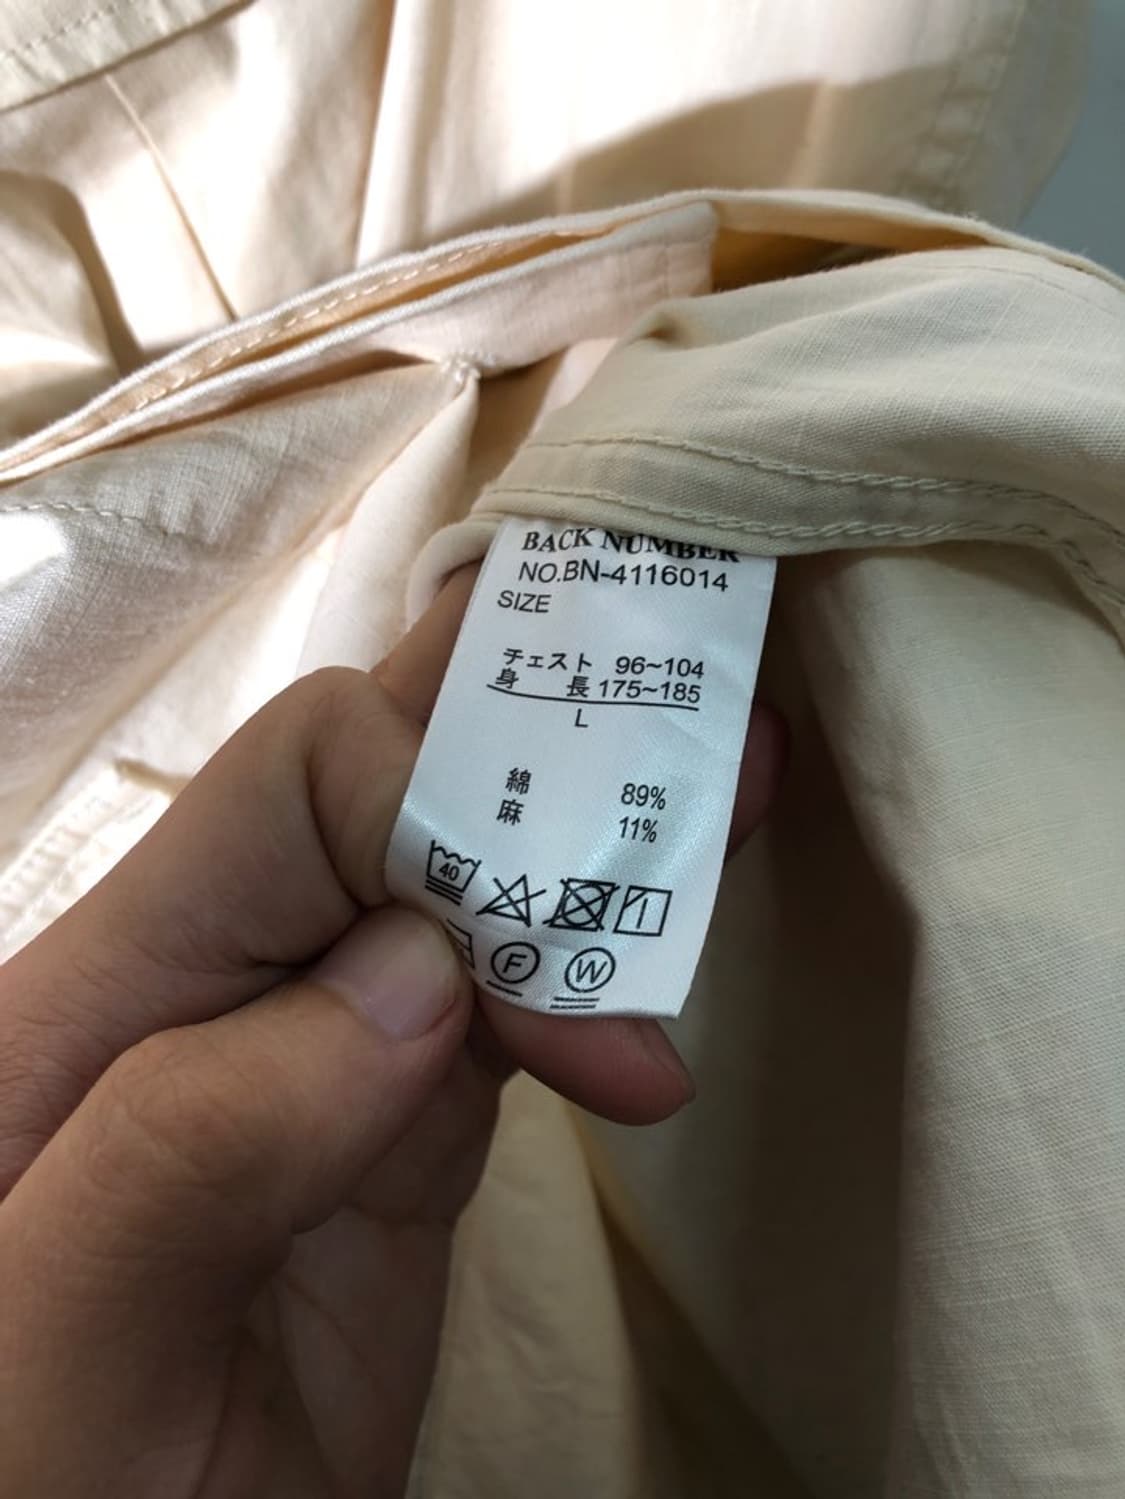 BACK NUMBER
NO.BN-4116014
SIZE
チェスト 96~104
身 長 175~185
L
綿 89%
麻 11%
40
F
W